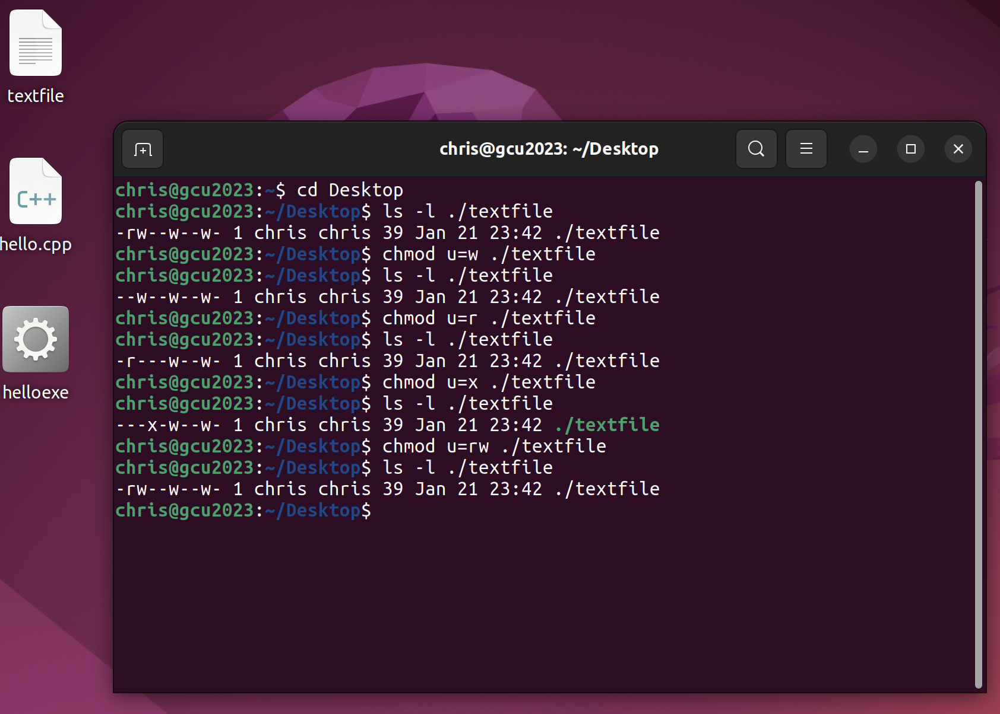 textfile
hello.cpp
helloexe
chris@gcu2023: ~/Desktop
chris@gcu2023:~$ cd Desktop
chris@gcu2023:~/Desktop$ ls -l ./textfile
-rw--w--w- 1 chris chris 39 Jan 21 23:42 ./textfile
chris@gcu2023:~/Desktop$ chmod u=w ./textfile
chris@gcu2023:~/Desktop$ ls -l ./textfile
--w--w--w- 1 chris chris 39 Jan 21 23:42 ./textfile
chris@gcu2023:~/Desktop$ chmod u=r ./textfile
chris@gcu2023:~/Desktop$ ls -l ./textfile
-r---w--w- 1 chris chris 39 Jan 21 23:42 ./textfile
chris@gcu2023:~/Desktop$ chmod u=x ./textfile
chris@gcu2023:~/Desktop$ ls -l ./textfile
---x-w--w- 1 chris chris 39 Jan 21 23:42 ./textfile
chris@gcu2023:~/Desktop$ chmod u=rw ./textfile
chris@gcu2023:~/Desktop$ ls -l ./textfile
-rw--w--w- 1 chris chris 39 Jan 21 23:42 ./textfile
chris@gcu2023:~/Desktop$
C++